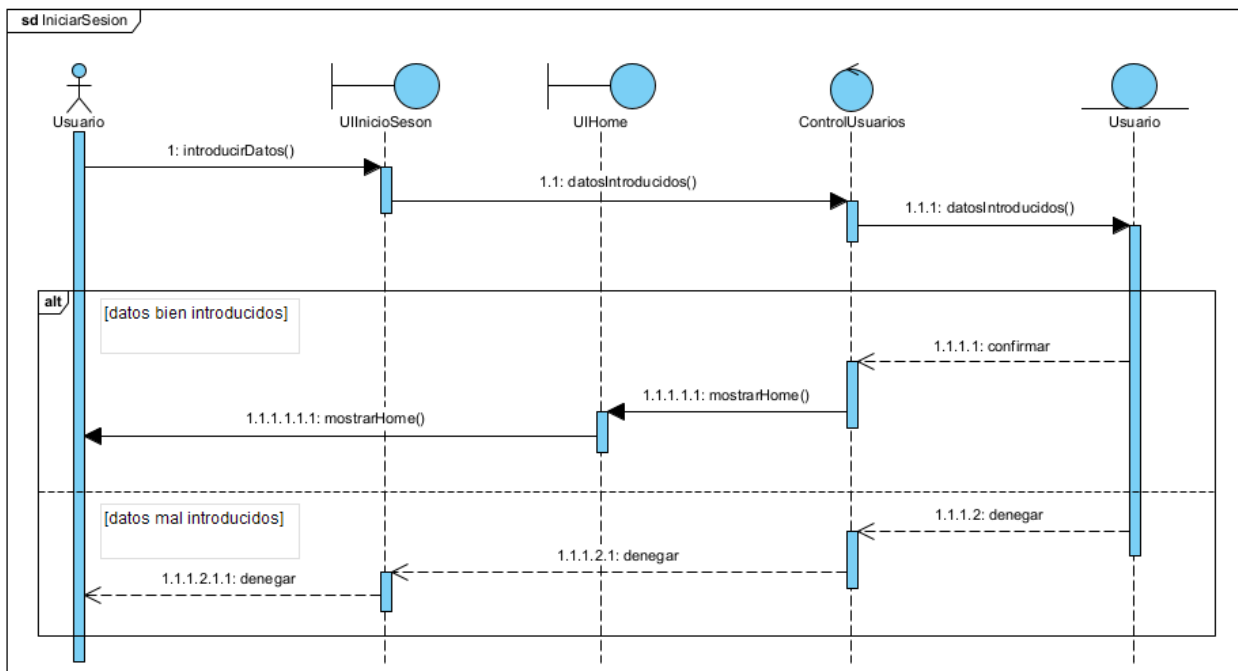 sd IniciarSesion
Usuario
UIInicioSeson
UIHome
ControlUsuarios
Usuario
1: introducirDatos()
1.1: datosIntroducidos()
1.1.1: datosIntroducidos()
alt
[datos bien introducidos]
1.1.1.1: confirmar
1.1.1.1.1: mostrarHome()
1.1.1.1.1.1: mostrarHome()
[datos mal introducidos]
1.1.1.2: denegar
1.1.1.2.1: denegar
1.1.1.2.1.1: denegar